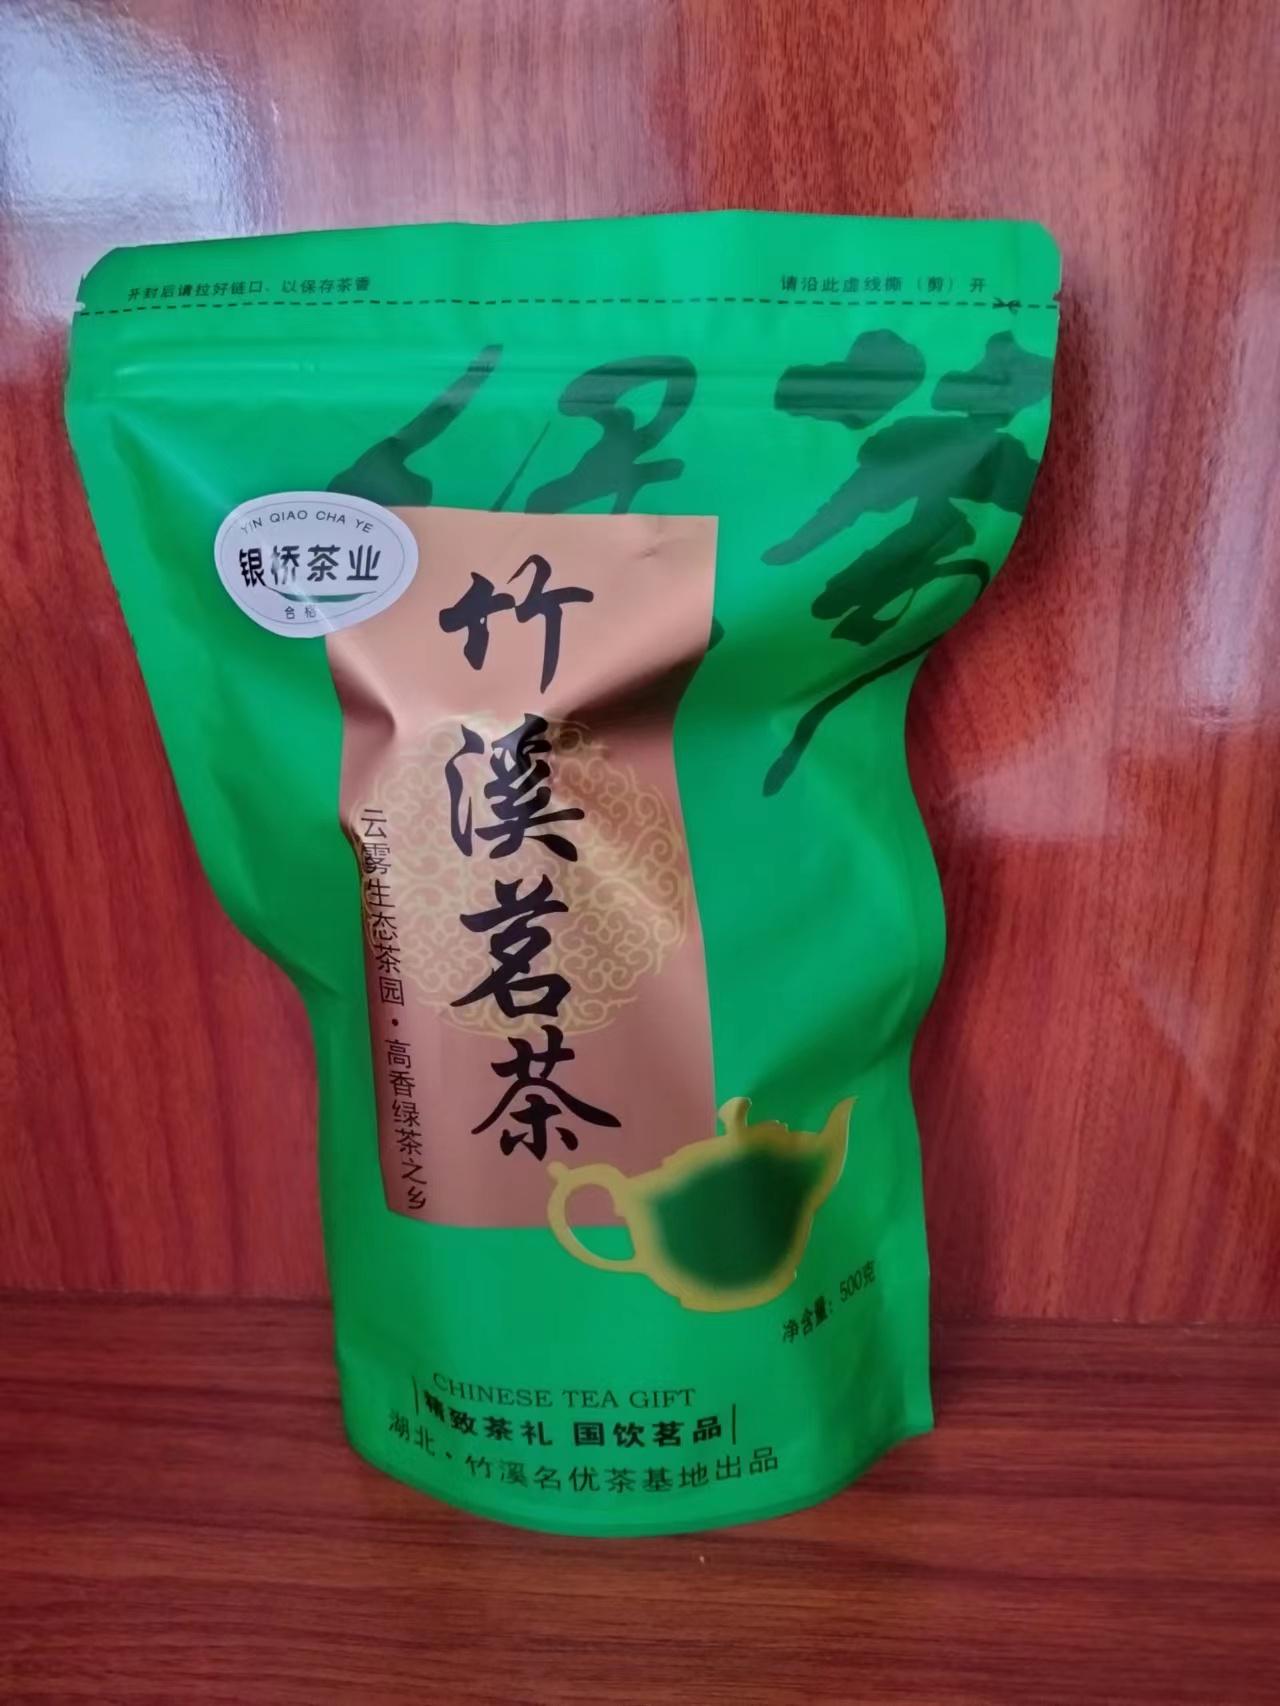 开封后请拉好链口、以保存茶香
请沿此虚线撕（剪）开
绿茶
YIN QIAO CHA YE
银桥茶业
合格
竹溪茗茶
云雾生态茶园·高香绿茶之乡
净含量：500克
CHINESE TEA GIFT
精致茶礼 国饮茗品
湖北·竹溪名优茶基地出品